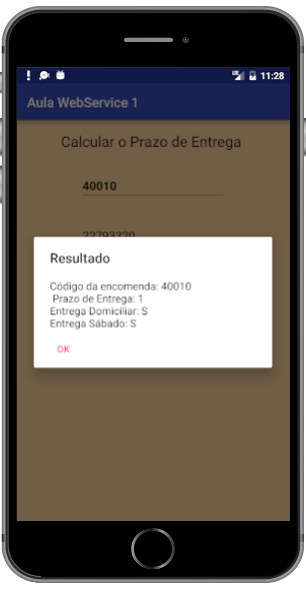 11:28
Aula WebService 1
Calcular o Prazo de Entrega
40010
22793320
Resultado
Código da encomenda: 40010
Prazo de Entrega: 1
Entrega Domiciliar: S
Entrega Sábado: S
OK